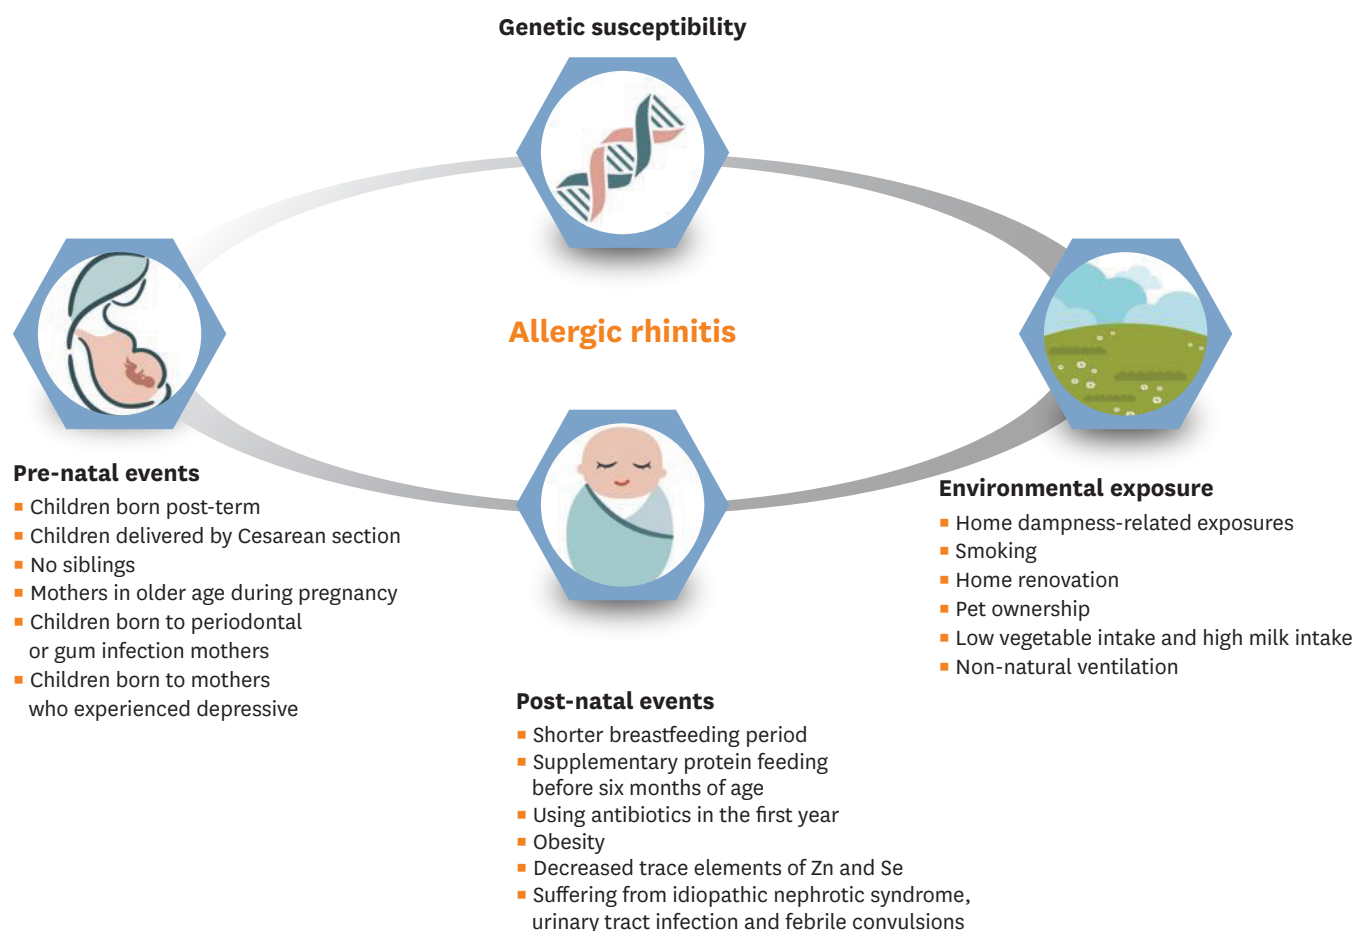 Genetic susceptibility
Allergic rhinitis
Pre-natal events
▪ Children born post-term
▪ Children delivered by Cesarean section
▪ No siblings
▪ Mothers in older age during pregnancy
▪ Children born to periodontal
or gum infection mothers
▪ Children born to mothers
who experienced depressive
Environmental exposure
▪ Home dampness-related exposures
▪ Smoking
▪ Home renovation
▪ Pet ownership
▪ Low vegetable intake and high milk intake
▪ Non-natural ventilation
Post-natal events
▪ Shorter breastfeeding period
▪ Supplementary protein feeding
before six months of age
▪ Using antibiotics in the first year
▪ Obesity
▪ Decreased trace elements of Zn and Se
▪ Suffering from idiopathic nephrotic syndrome,
urinary tract infection and febrile convulsions